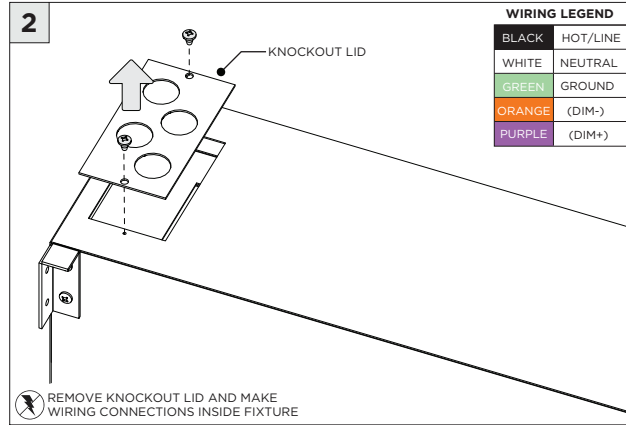 2
WIRING LEGEND
BLACK HOT/LINE
WHITE NEUTRAL
GREEN GROUND
ORANGE (DIM-)
PURPLE (DIM+)
KNOCKOUT LID
REMOVE KNOCKOUT LID AND MAKE
WIRING CONNECTIONS INSIDE FIXTURE